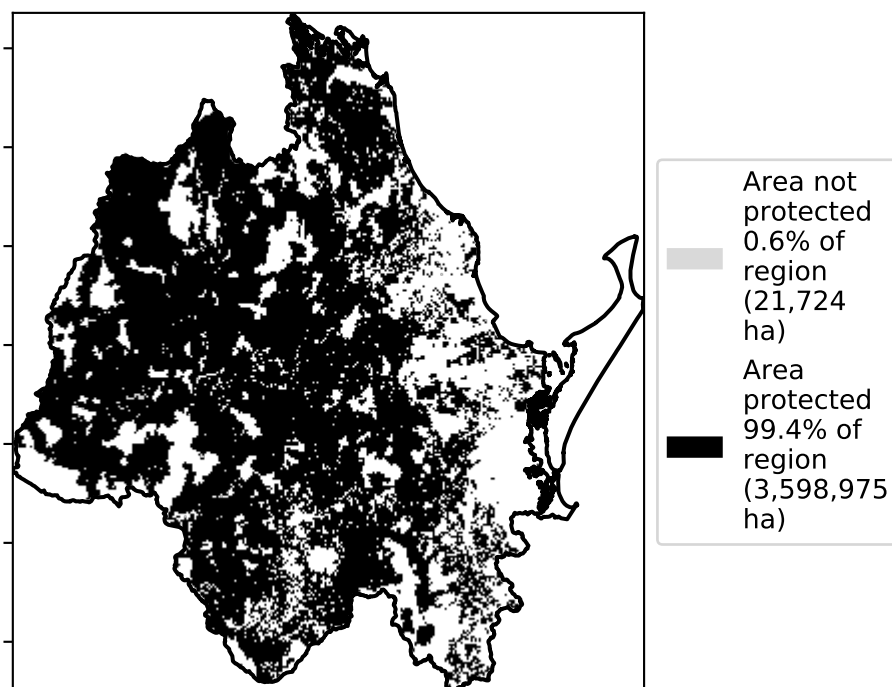 Area not
protected
0.6% of
region
(21,724
ha)
Area
protected
99.4% of
region
(3,598,975
ha)